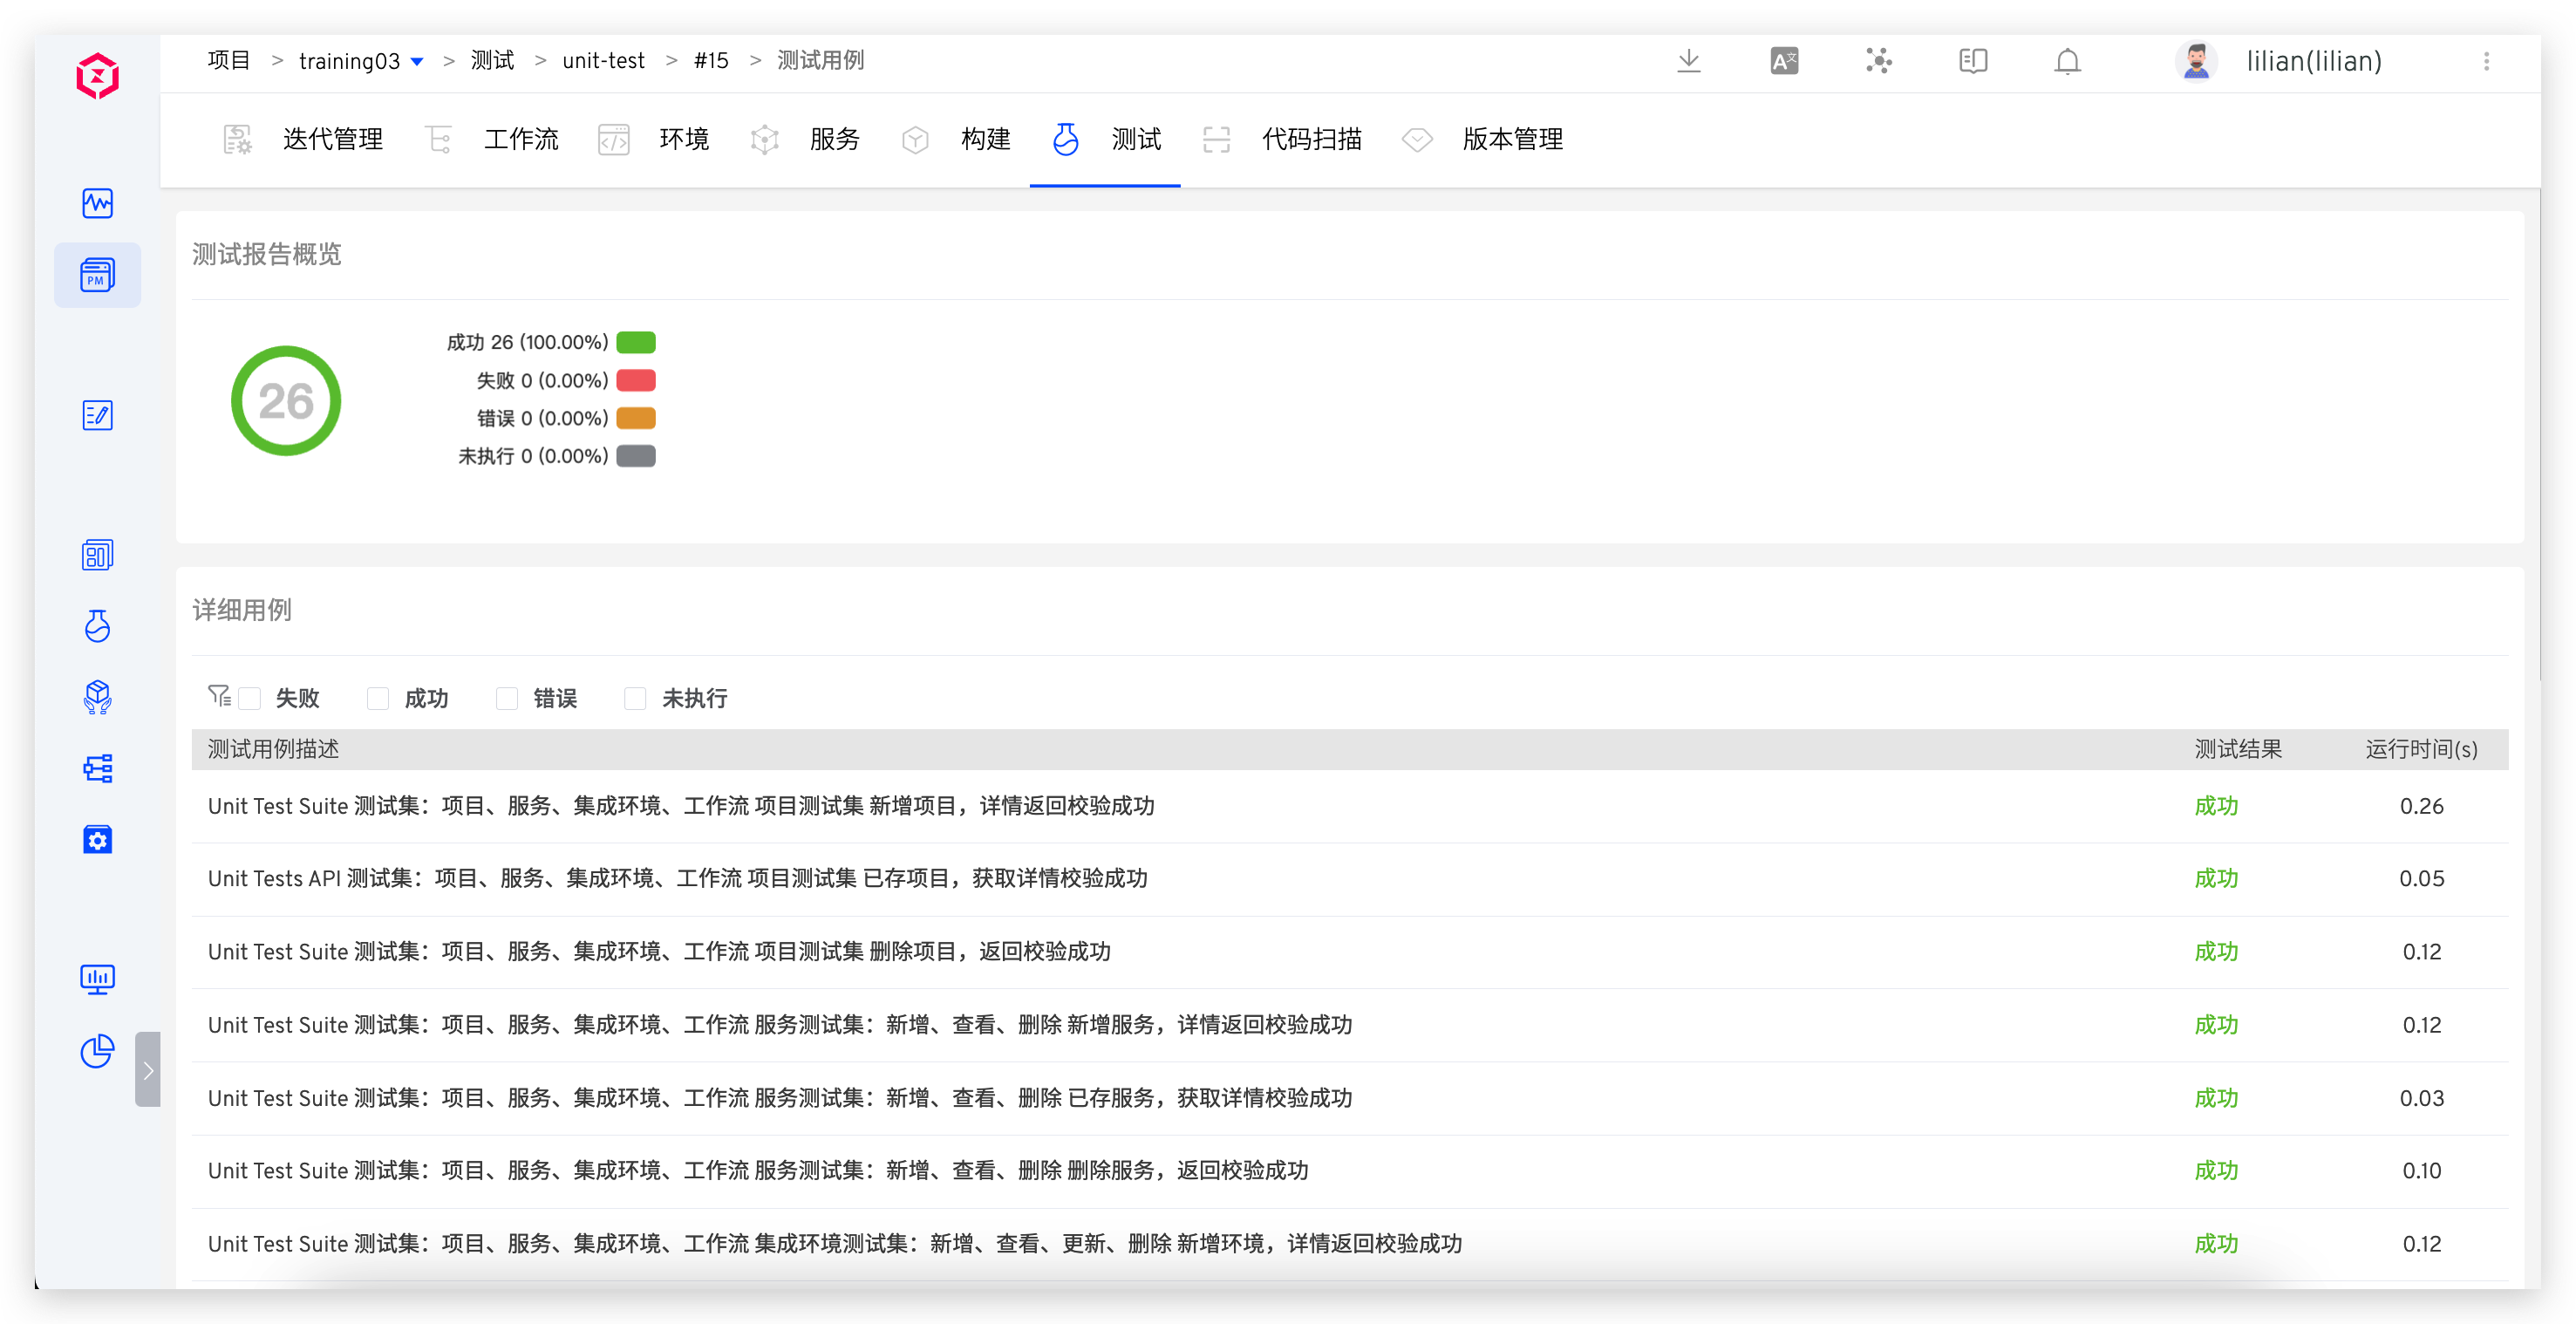 项目 > training03 > 测试 > unit-test > #15 > 测试用例
lilian(lilian)
迭代管理 工作流 环境 服务 构建 测试 代码扫描 版本管理
PM
测试报告概览
26
成功 26 (100.00%)
失败 0 (0.00%)
错误 0 (0.00%)
未执行 0 (0.00%)
详细用例
失败 成功 错误 未执行
测试用例描述 测试结果 运行时间(s)
Unit Test Suite 测试集：项目、服务、集成环境、工作流 项目测试集 新增项目，详情返回校验成功 成功 0.26
Unit Tests API 测试集：项目、服务、集成环境、工作流 项目测试集 已存项目，获取详情校验成功 成功 0.05
Unit Test Suite 测试集：项目、服务、集成环境、工作流 项目测试集 删除项目，返回校验成功 成功 0.12
Unit Test Suite 测试集：项目、服务、集成环境、工作流 服务测试集：新增、查看、删除 新增服务，详情返回校验成功 成功 0.12
Unit Test Suite 测试集：项目、服务、集成环境、工作流 服务测试集：新增、查看、删除 已存服务，获取详情校验成功 成功 0.03
Unit Test Suite 测试集：项目、服务、集成环境、工作流 服务测试集：新增、查看、删除 删除服务，返回校验成功 成功 0.10
Unit Test Suite 测试集：项目、服务、集成环境、工作流 集成环境测试集：新增、查看、更新、删除 新增环境，详情返回校验成功 成功 0.12